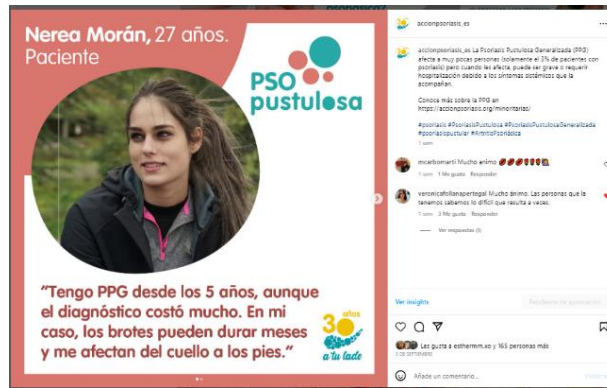 Nerea Morán, 27 años.
Paciente
PSO
pustulosa
"Tengo PPG desde los 5 años, aunque
el diagnóstico costó mucho. En mi
caso, los brotes pueden durar meses
y me afectan del cuello a los pies."
30 años
a tu lado
accionpsoriasis_es
accionpsoriasis_es La Psoriasis Pustulosa Generalizada (PPG)
afecta a muy pocas personas (solamente el 3% de pacientes con
psoriasis) pero cuando les afecta, puede ser grave o requerir
hospitalización debido a los síntomas sistémicos que la
acompañan.
Conoce más sobre la PPG en
https://accionpsoriasis.org/minoritarias/
#psoriasis #PsoriasisPustulosa #PsoriasisPustulosaGeneralizada
#psoriasispustular #ArtritisPsoriásica
1 sem
mcarbomarti Mucho animo
1 sem 1 Me gusta Responder
veronicafollanapertegal Mucho ánimo. Las personas que la
tenemos sabemos lo difícil que resulta a veces.
1 sem 3 Me gusta Responder
Ver respuestas (3)
Ver insights
Les gusta a esthermm.xo y 165 personas más
5 DE SEPTIEMBRE
Añade un comentario...